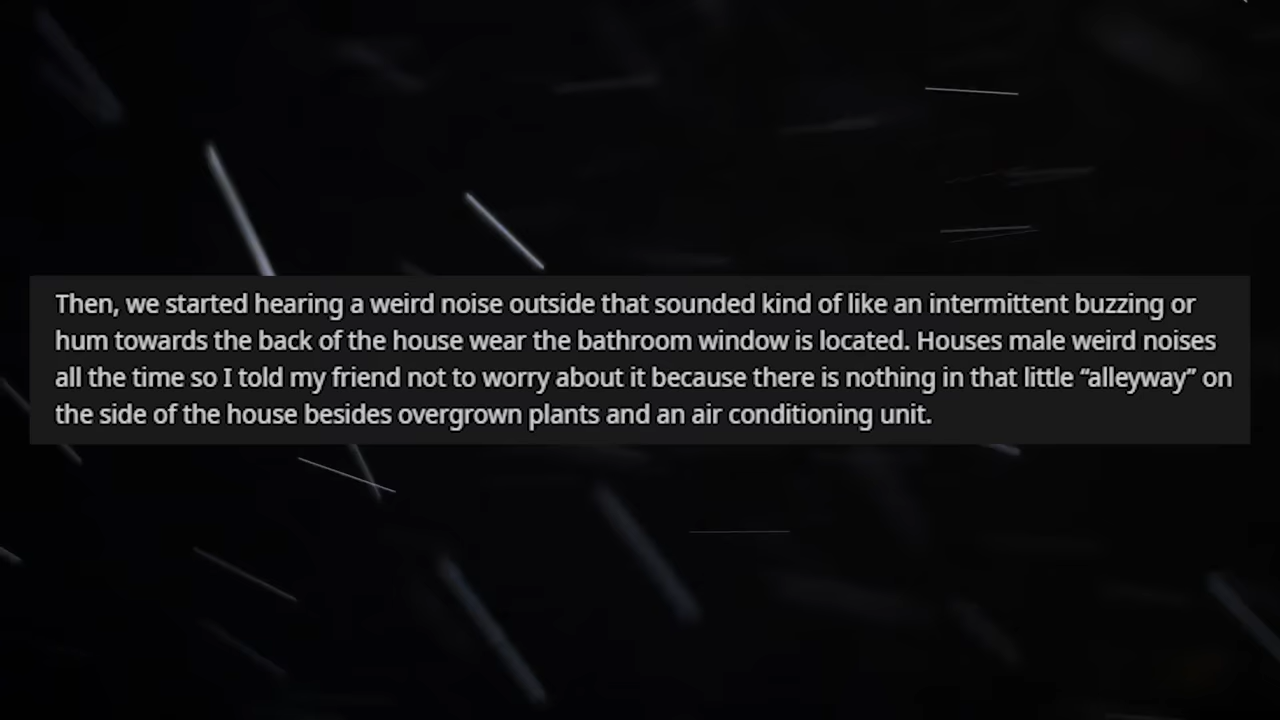 Then, we started hearing a weird noise outside that sounded kind of like an intermittent buzzing or
hum towards the back of the house wear the bathroom window is located. Houses male weird noises
all the time so I told my friend not to worry about it because there is nothing in that little “alleyway” on
the side of the house besides overgrown plants and an air conditioning unit.